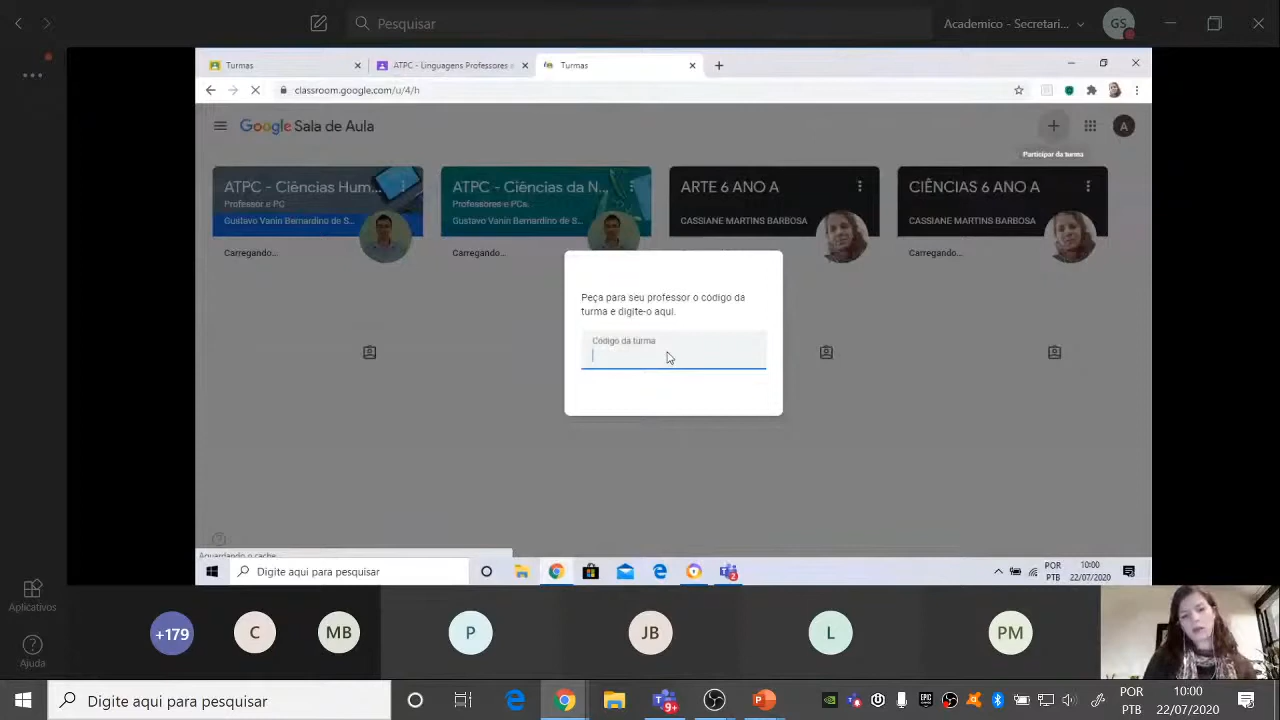 Pesquisar
Academico - Secretari...
GS
Turmas
ATPC - Linguagens Professores
Turmas
classroom.google.com/u/4/h
Google Sala de Aula
A
Participar da turma
ATPC - Ciências Hum...
Professor e PC
Gustavo Vanin Bernardino de S...
Carregando...
ATPC - Ciências da N...
Professores e PCs.
Gustavo Vanin Bernardino de S...
Carregando...
ARTE 6 ANO A
CASSIANE MARTINS BARBOSA
CIÊNCIAS 6 ANO A
CASSIANE MARTINS BARBOSA
Carregando...
Peça para seu professor o código da
turma e digite-o aqui.
Código da turma
Aguardando o cache...
Digite aqui para pesquisar
POR
PTB
10:00
22/07/2020
Aplicativos
Ajuda
+179
C
MB
P
JB
L
PM
Digite aqui para pesquisar
9+
POR
PTB
10:00
22/07/2020